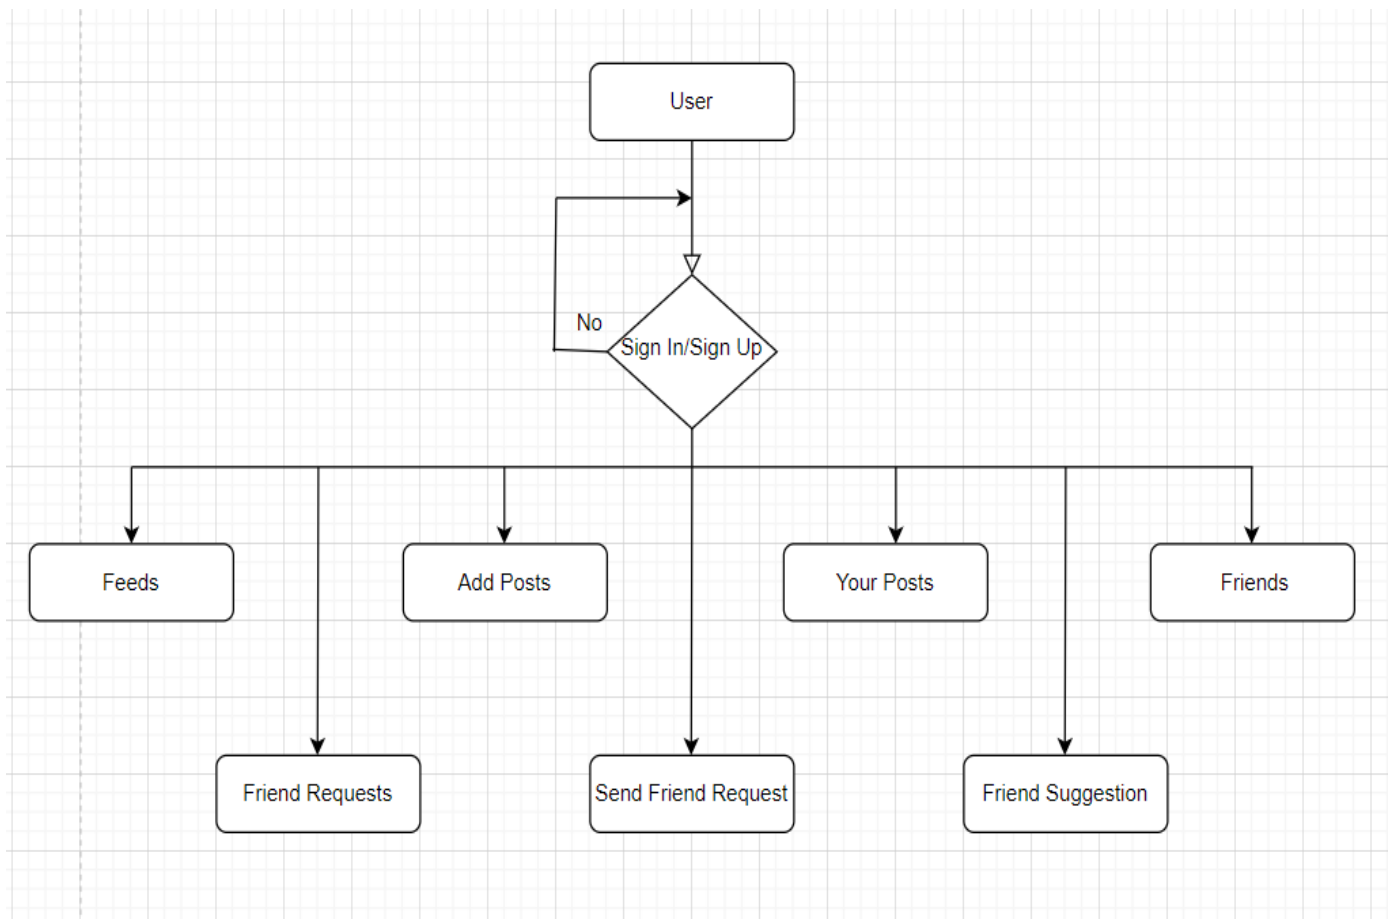 User
No
Sign In/Sign Up
Feeds
Add Posts
Your Posts
Friends
Friend Requests
Send Friend Request
Friend Suggestion